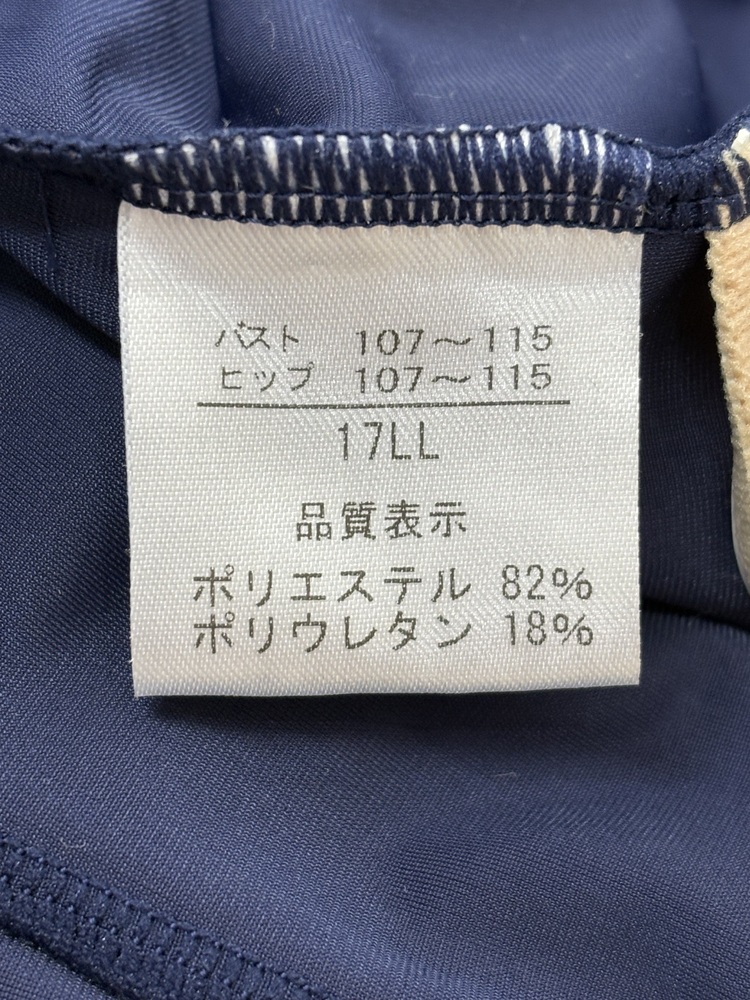 バスト 107～115
ヒップ 107～115
17LL
品質表示
ポリエステル 82%
ポリウレタン 18%